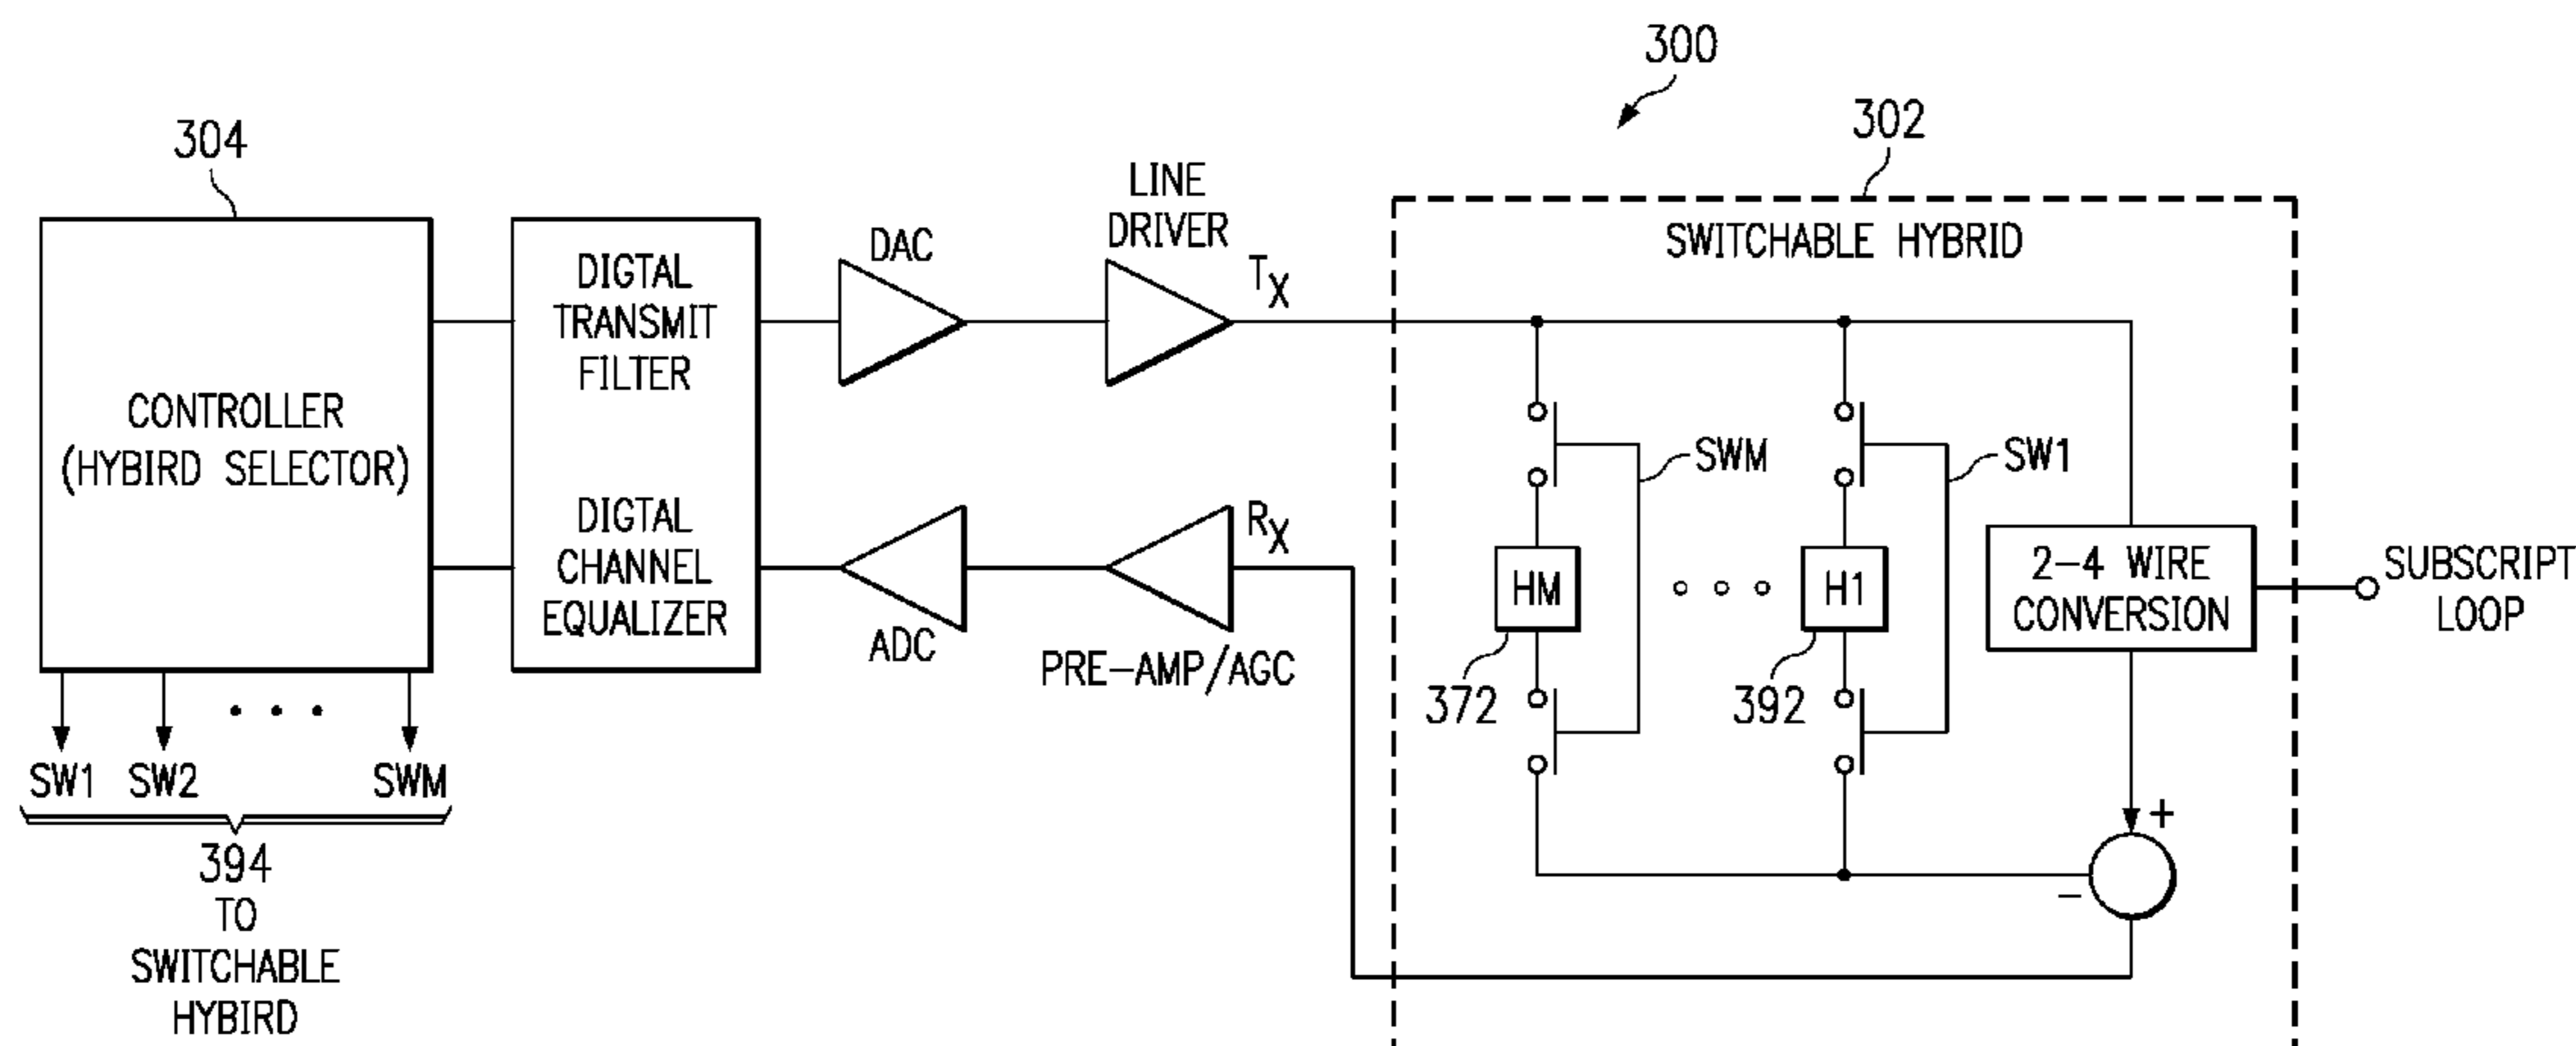 300
302
304
LINE
DRIVER
DAC
TX
SWITCHABLE HYBRID
CONTROLLER
(HYBIRD SELECTOR)
DIGTAL
TRANSMIT
FILTER
DIGTAL
CHANNEL
EQUALIZER
ADC
PRE-AMP/AGC
RX
SWM
SW1
HM
H1
372
392
2-4 WIRE
CONVERSION
SUBSCRIPT
LOOP
+
-
SW1 SW2 SWM
394
TO
SWITCHABLE
HYBIRD